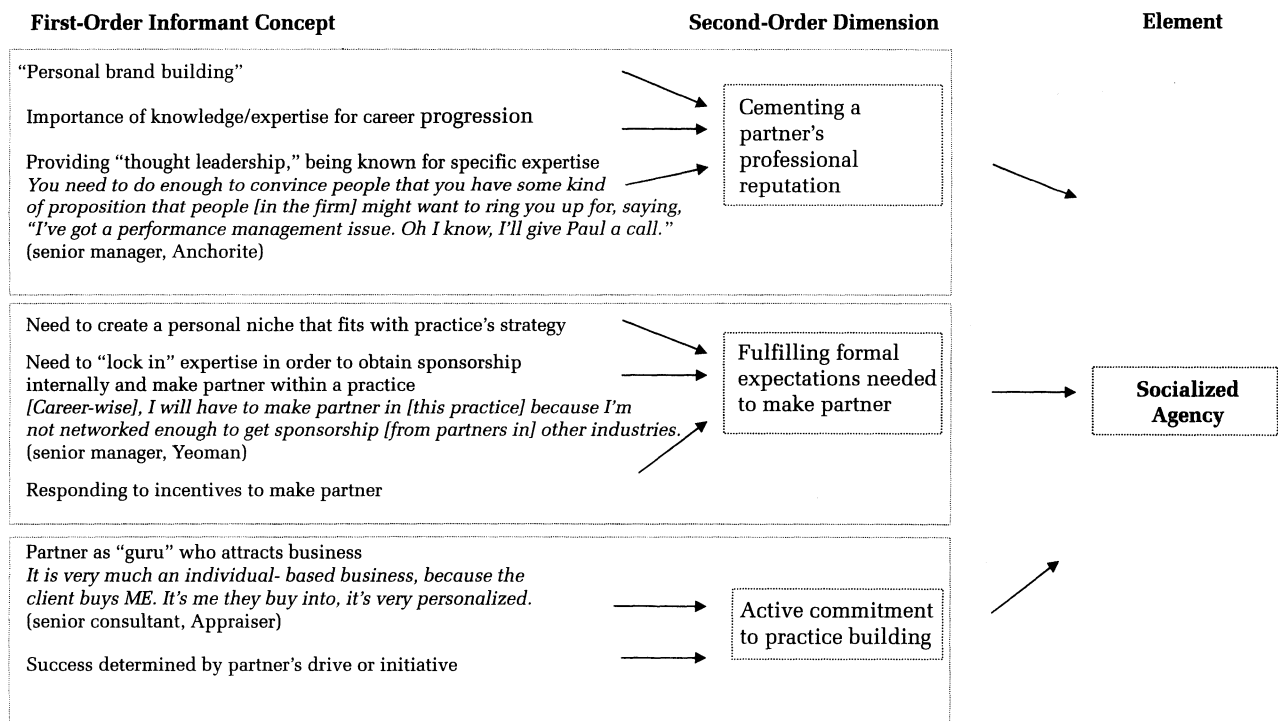 First-Order Informant Concept
Second-Order Dimension
Element
“Personal brand building”
Importance of knowledge/expertise for career progression
Providing “thought leadership,” being known for specific expertise
You need to do enough to convince people that you have some kind
of proposition that people [in the firm] might want to ring you up for, saying,
“I’ve got a performance management issue. Oh I know, I’ll give Paul a call.”
(senior manager, Anchorite)
Cementing a
partner’s
professional
reputation
Need to create a personal niche that fits with practice’s strategy
Need to “lock in” expertise in order to obtain sponsorship
internally and make partner within a practice
[Career-wise], I will have to make partner in [this practice] because I’m
not networked enough to get sponsorship [from partners in] other industries.
(senior manager, Yeoman)
Responding to incentives to make partner
Fulfilling formal
expectations needed
to make partner
Socialized
Agency
Partner as “guru” who attracts business
It is very much an individual- based business, because the
client buys ME. It’s me they buy into, it’s very personalized.
(senior consultant, Appraiser)
Success determined by partner’s drive or initiative
Active commitment
to practice building